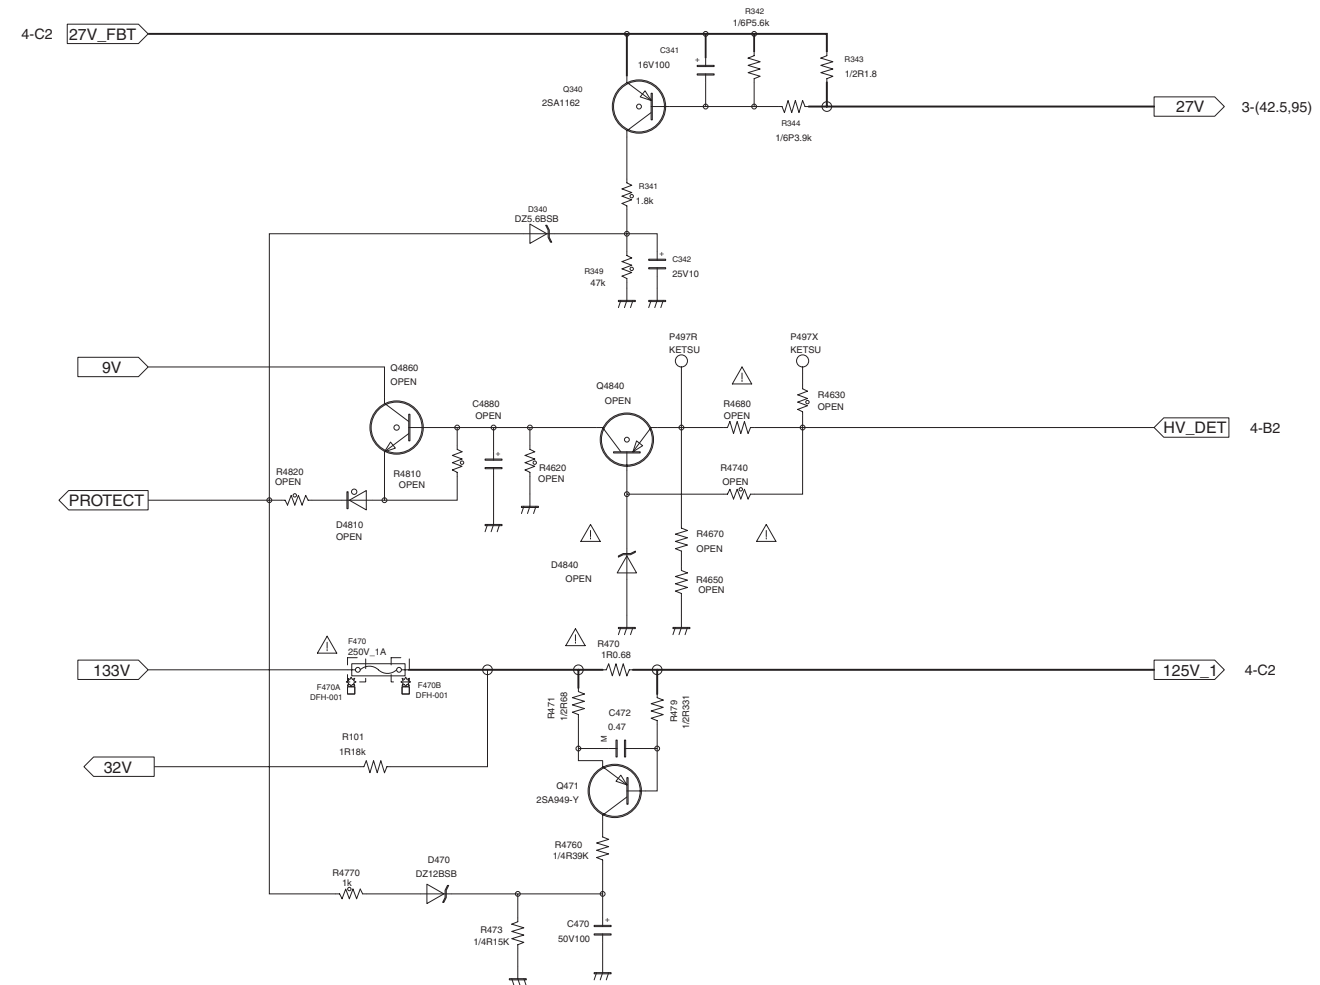 4-C2
27V_FBT
R342
1/6P5.6k
C341
16V100
R343
1/2R1.8
Q340
2SA1162
27V
3-(42.5,95)
R344
1/6P3.9k
R341
1.8k
D340
DZ5.6BSB
R349
47k
C342
25V10
P497R
KETSU
P497X
KETSU
9V
Q4860
OPEN
C4880
OPEN
Q4840
OPEN
R4680
OPEN
R4630
OPEN
HV_DET
4-B2
R4820
OPEN
R4810
OPEN
R4620
OPEN
R4740
OPEN
PROTECT
D4810
OPEN
R4670
OPEN
D4840
OPEN
R4650
OPEN
133V
F470
250V_1A
R470
1R0.68
125V_1
4-C2
F470A
DFH-001
F470B
DFH-001
R471
1/2R68
C472
0.47
M
R479
1/2R331
R101
1R18k
32V
Q471
2SA949-Y
R4760
1/4R39K
D470
DZ12BSB
R4770
1k
R473
1/4R15K
C470
50V100